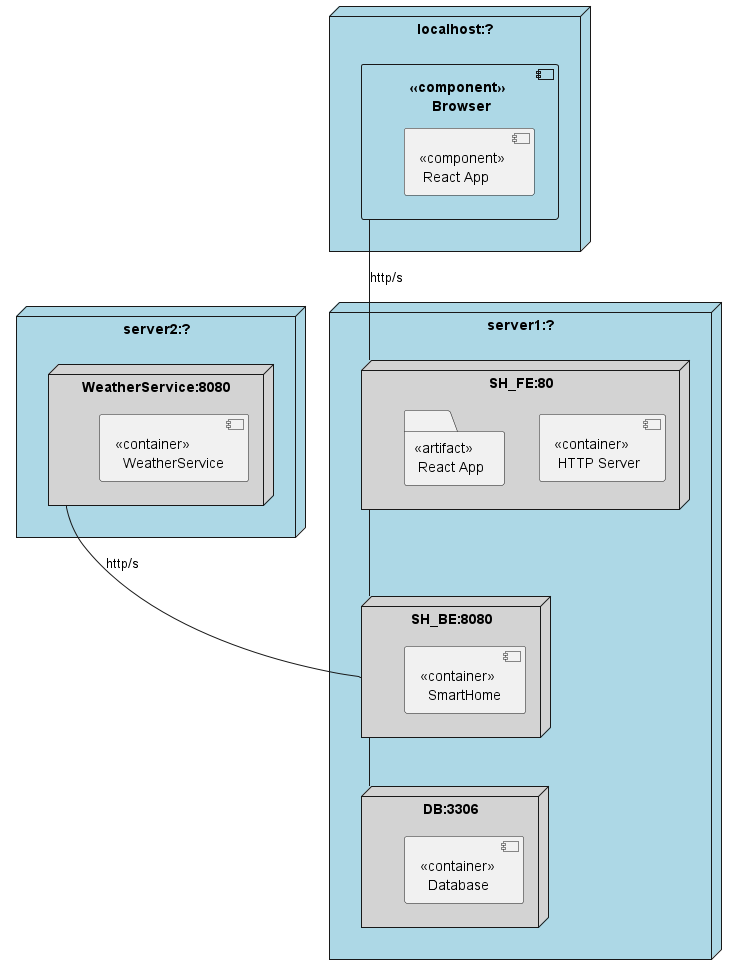 localhost:?
«component»
Browser
«component»
React App
http/s
server2:?
WeatherService:8080
«container»
WeatherService
server1:?
SH_FE:80
«artifact»
React App
«container»
HTTP Server
http/s
SH_BE:8080
«container»
SmartHome
DB:3306
«container»
Database